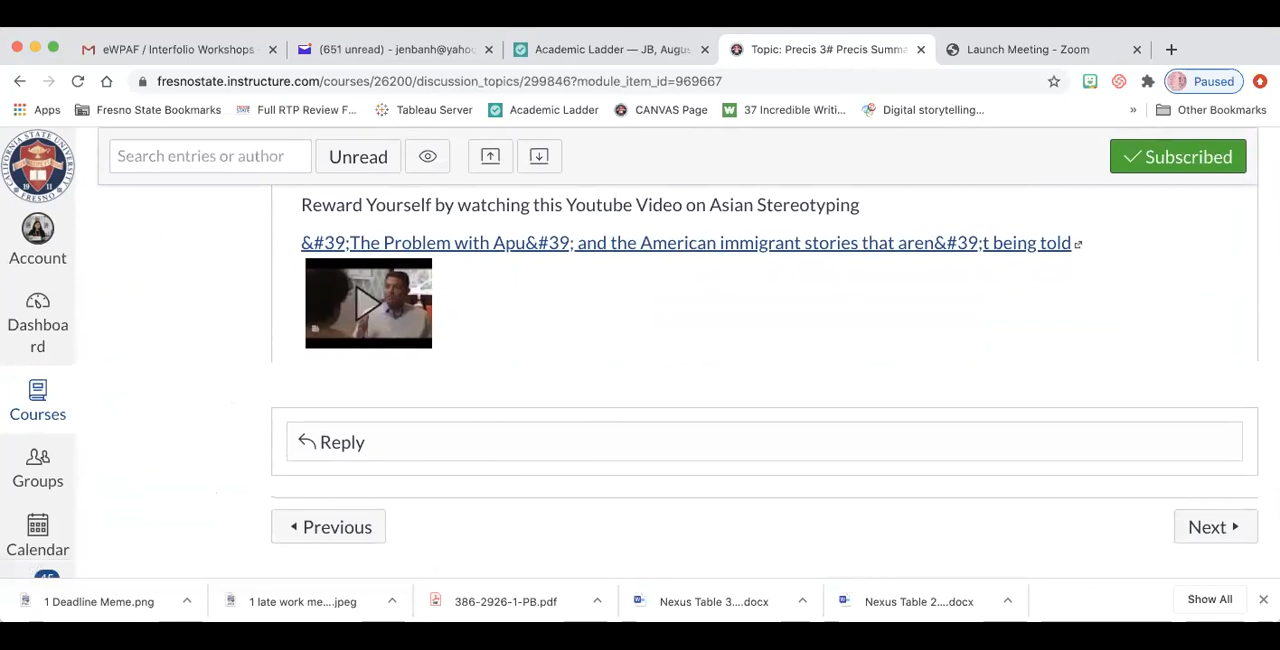 eWPAF / Interfolio Workshops
(651 unread) - jenbanh@yaho
Academic Ladder — JB, Augu
Topic: Precis 3# Precis Summa
Launch Meeting - Zoom
fresnostate.instructure.com/courses/26200/discussion_topics/299846?module_item_id=969667
Paused
Apps
Fresno State Bookmarks
Full RTP Review F...
Tableau Server
Academic Ladder
CANVAS Page
37 Incredible Writi...
Digital storytelling...
»
Other Bookmarks
Search entries or author
Unread
Subscribed
Account
Dashboa
rd
Courses
Groups
Calendar
Reward Yourself by watching this Youtube Video on Asian Stereotyping
&#39;The Problem with Apu&#39; and the American immigrant stories that aren&#39;t being told
Reply
Previous
Next
1 Deadline Meme.png
1 late work me....jpeg
386-2926-1-PB.pdf
Nexus Table 3....docx
Nexus Table 2....docx
Show All